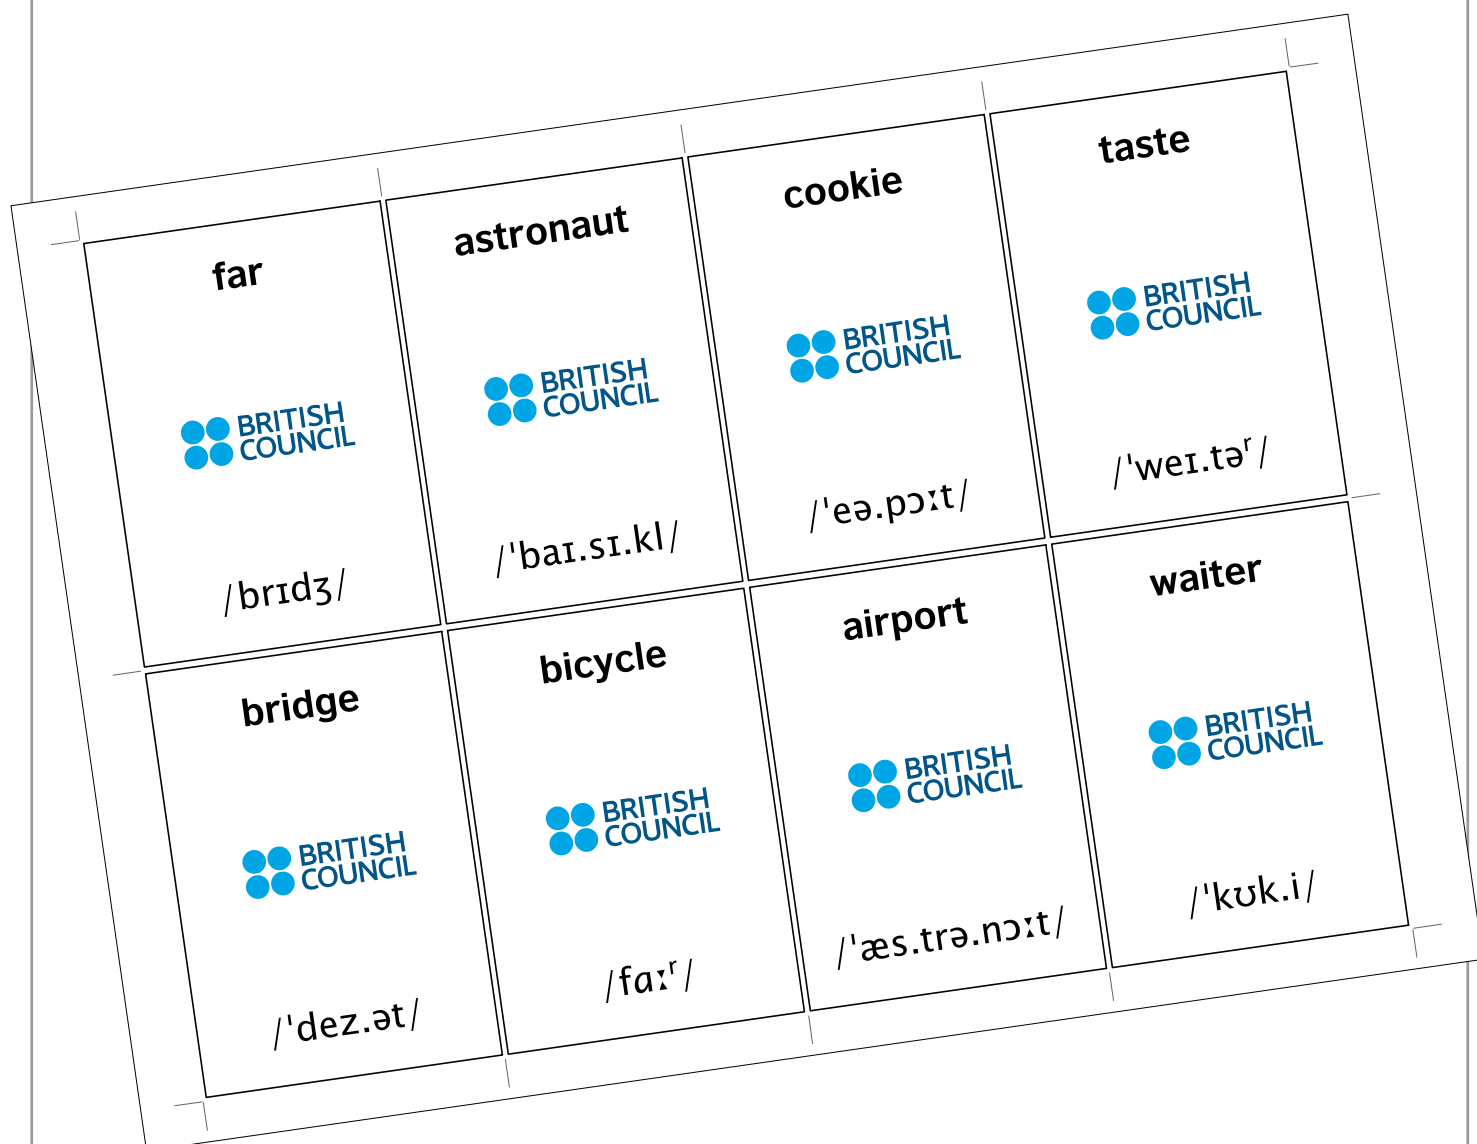 far
BRITISH
COUNCIL
/brɪdʒ/
astronaut
BRITISH
COUNCIL
/ˈbaɪ.sɪ.kl/
cookie
BRITISH
COUNCIL
/ˈeə.pɔːt/
taste
BRITISH
COUNCIL
/ˈweɪ.təʳ/
bridge
BRITISH
COUNCIL
/ˈdez.ət/
bicycle
BRITISH
COUNCIL
/fɑːʳ/
airport
BRITISH
COUNCIL
/ˈæs.trə.nɔːt/
waiter
BRITISH
COUNCIL
/ˈkʊk.i/